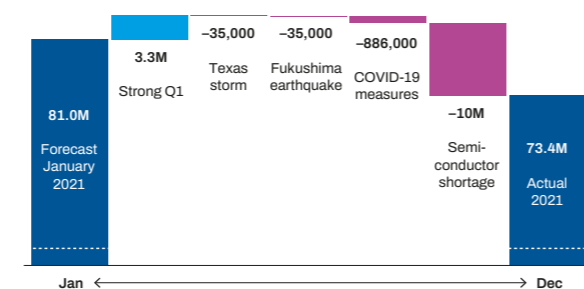 81.0M
Forecast
January
2021
3.3M
Strong Q1
–35,000
Texas
storm
–35,000
Fukushima
earthquake
–886,000
COVID-19
measures
–10M
Semi-
conductor
shortage
73.4M
Actual
2021
Jan
Dec